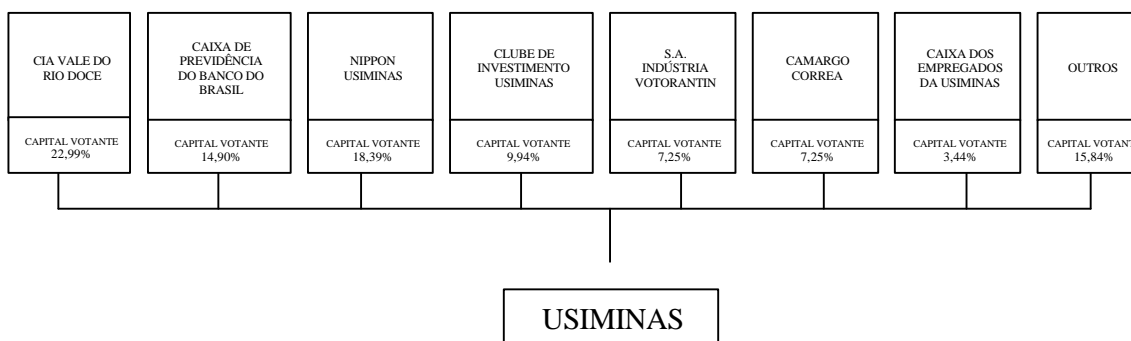 CIA VALE DO
RIO DOCE
CAPITAL VOTANTE
22,99%
CAIXA DE
PREVIDÊNCIA
DO BANCO DO
BRASIL
CAPITAL VOTANTE
14,90%
NIPPON
USIMINAS
CAPITAL VOTANTE
18,39%
CLUBE DE
INVESTIMENTO
USIMINAS
CAPITAL VOTANTE
9,94%
S.A.
INDÚSTRIA
VOTORANTIN
CAPITAL VOTANTE
7,25%
CAMARGO
CORREA
CAPITAL VOTANTE
7,25%
CAIXA DOS
EMPREGADOS
DA USIMINAS
CAPITAL VOTANTE
3,44%
OUTROS
CAPITAL VOTANTE
15,84%
USIMINAS